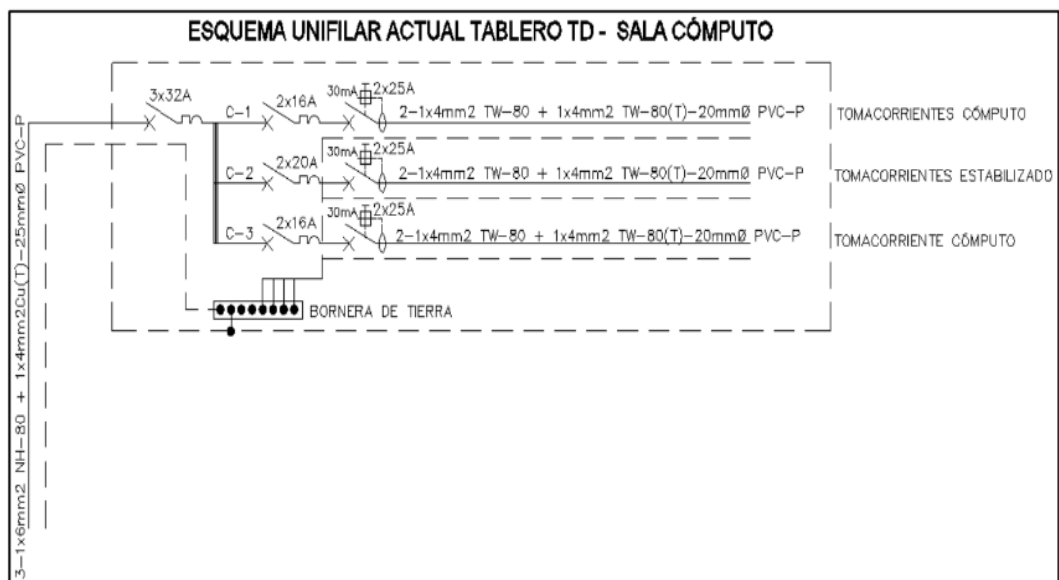 ESQUEMA UNIFILAR ACTUAL TABLERO TD - SALA CÓMPUTO
3x32A
C-1
2x16A
30mA
2x25A
2-1x4mm2 TW-80 + 1x4mm2 TW-80(T)-20mmØ PVC-P
TOMACORRIENTES CÓMPUTO
C-2
2x20A
30mA
2x25A
2-1x4mm2 TW-80 + 1x4mm2 TW-80(T)-20mmØ PVC-P
TOMACORRIENTES ESTABILIZADO
C-3
2x16A
30mA
2x25A
2-1x4mm2 TW-80 + 1x4mm2 TW-80(T)-20mmØ PVC-P
TOMACORRIENTE CÓMPUTO
BORNERA DE TIERRA
3-1x6mm2 NH-80 + 1x4mm2Cu(T)-25mmØ PVC-P